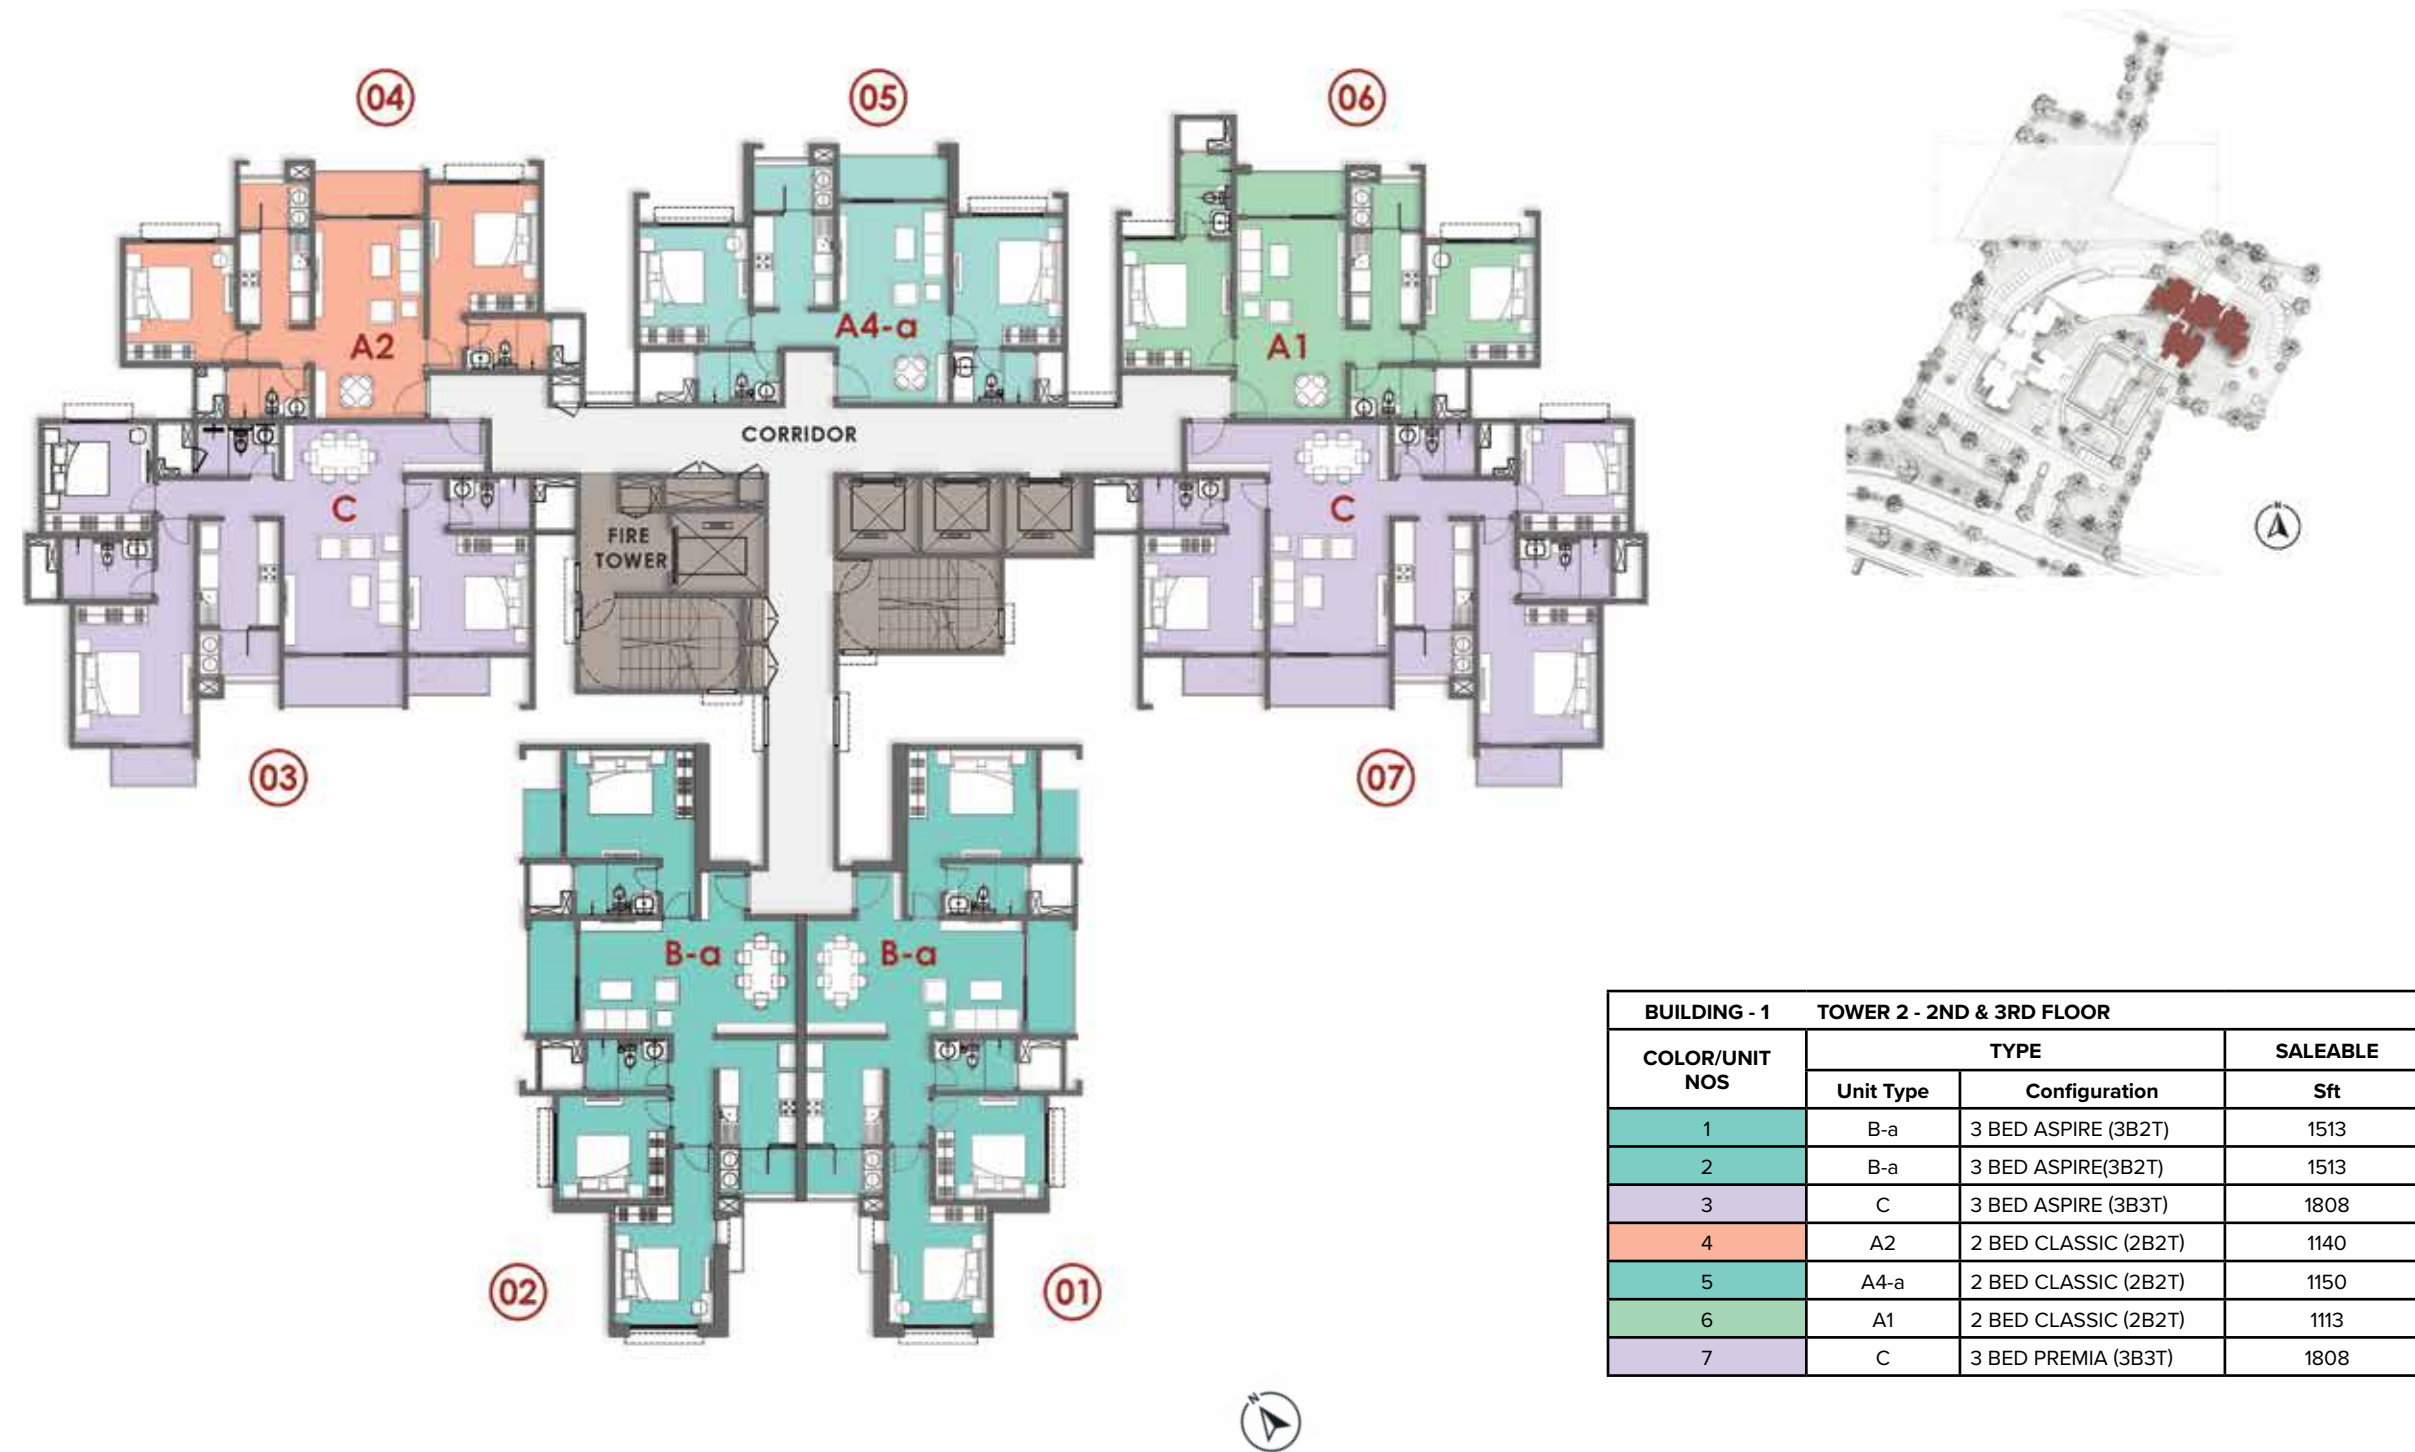 04
05
06
A2
A4-a
A1
CORRIDOR
C
C
FIRE
TOWER
03
07
B-a
B-a
02
01
N
N
BUILDING - 1 TOWER 2 - 2ND & 3RD FLOOR
COLOR/UNIT NOS TYPE SALEABLE
Unit Type Configuration Sft
1 B-a 3 BED ASPIRE (3B2T) 1513
2 B-a 3 BED ASPIRE(3B2T) 1513
3 C 3 BED ASPIRE (3B3T) 1808
4 A2 2 BED CLASSIC (2B2T) 1140
5 A4-a 2 BED CLASSIC (2B2T) 1150
6 A1 2 BED CLASSIC (2B2T) 1113
7 C 3 BED PREMIA (3B3T) 1808